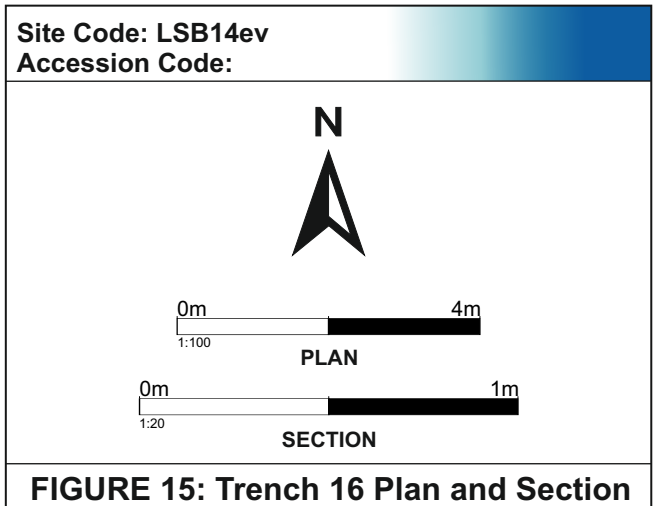 Site Code: LSB14ev
Accession Code:
N
0m 4m
1:100
PLAN
0m 1m
1:20
SECTION
FIGURE 15: Trench 16 Plan and Section